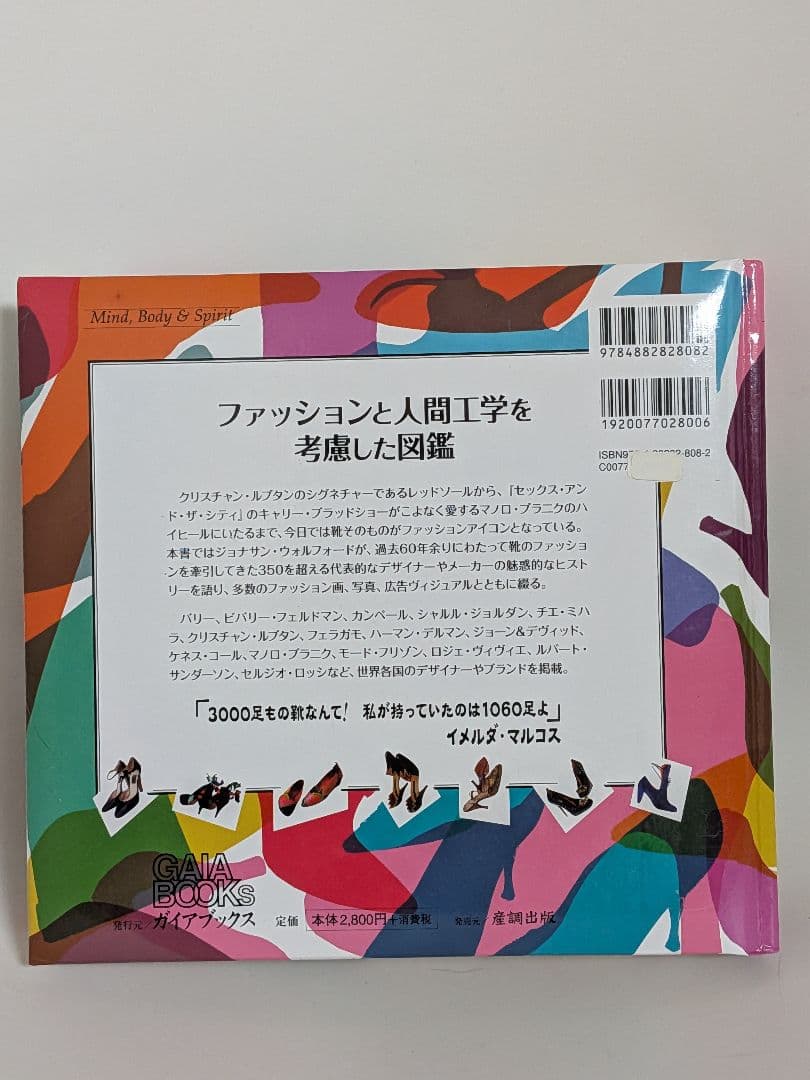 Mind, Body & Spirit
9784882828082
1920077028006
ISBN97 -808-2
C0077
ファッションと人間工学を
考慮した図鑑
クリスチャン・ルブタンのシグネチャーであるレッドソールから、『セックス・アン
ド・ザ・シティ』のキャリー・ブラッドショーがこよなく愛するマノロ・ブラニクのハ
イヒールにいたるまで、今日では靴そのものがファッションアイコンとなっている。
本書ではジョナサン・ウォルフォードが、過去60年余りにわたって靴のファッショ
ンを牽引してきた350を超える代表的なデザイナーやメーカーの魅惑的なヒスト
リーを語り、多数のファッション画、写真、広告ヴィジュアルとともに綴る。
バリー、ビバリー・フェルドマン、カンペール、シャルル・ジョルダン、チエ・ミハ
ラ、クリスチャン・ルブタン、フェラガモ、ハーマン・デルマン、ジョーン&デヴィッド、
ケネス・コール、マノロ・ブラニク、モード・フリゾン、ロジェ・ヴィヴィエ、ルパート・
サンダーソン、セルジオ・ロッシなど、世界各国のデザイナーやブランドを掲載。
「3000足もの靴なんて! 私が持っていたのは1060足よ」
イメルダ・マルコス
GAIA
BOOKS
発行元/ガイアブックス 定価 本体2,800円+消費税 発売元/産調出版